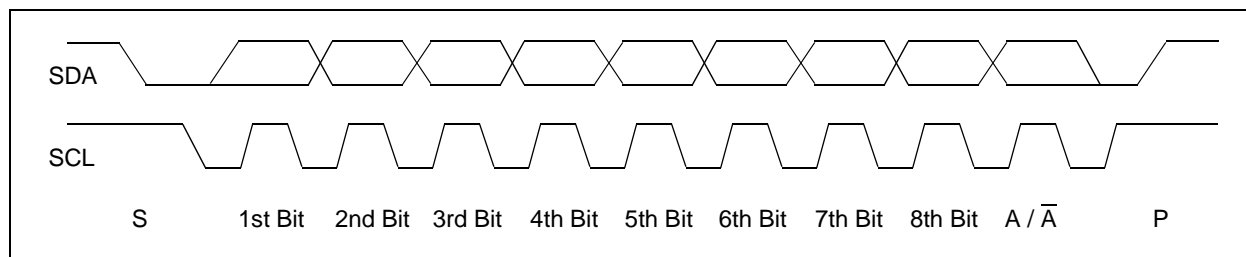 SDA
SCL
S 1st Bit 2nd Bit 3rd Bit 4th Bit 5th Bit 6th Bit 7th Bit 8th Bit A / A̅ P